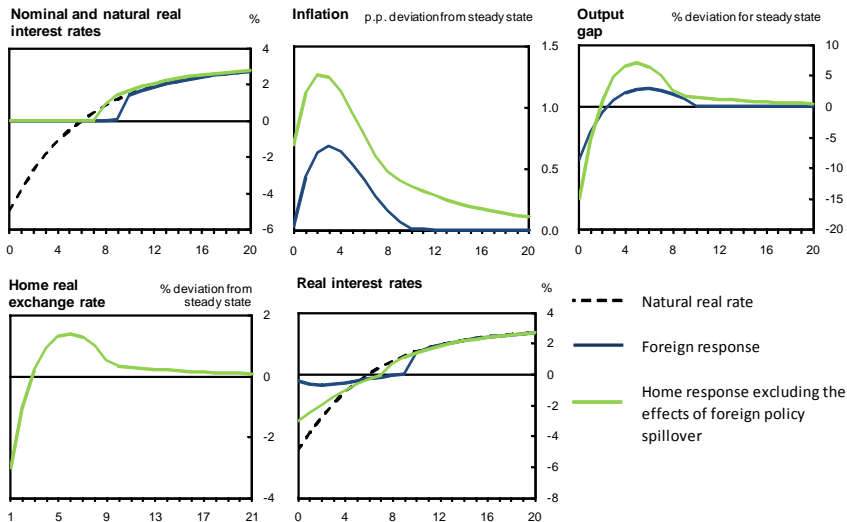 Nominal and natural real
interest rates
%
4
2
0
-2
-4
-6
0 4 8 12 16 20
Inflation
p.p. deviation from steady state
1.5
1.0
0.5
0.0
0 4 8 12 16 20
Output
gap
% deviation for steady state
10
5
0
-5
-10
-15
-20
0 4 8 12 16 20
Home real
exchange rate
% deviation from
steady state
2
0
-2
-4
1 5 9 13 17 21
Real interest rates
%
4
2
0
-2
-4
-6
-8
0 4 8 12 16 20
Natural real rate
Foreign response
Home response excluding the
effects of foreign policy
spillover